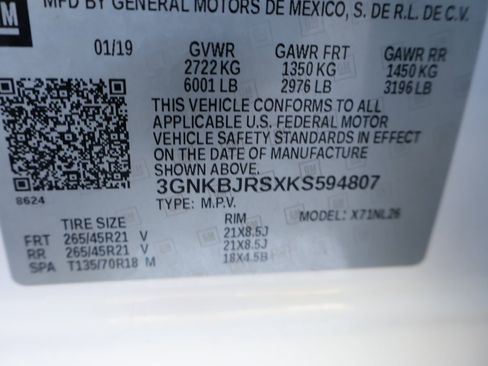 MFD BY GENERAL MOTORS DE MEXICO, S. DE R.L. DE C.V.
GM
01/19 GVWR GAWR FRT GAWR RR
2722 KG 1350 KG 1450 KG
6001 LB 2976 LB 3196 LB
THIS VEHICLE CONFORMS TO ALL
APPLICABLE U.S. FEDERAL MOTOR
VEHICLE SAFETY STANDARDS IN EFFECT
ON THE DATE OF MANUFACTURE
SHOWN ABOVE.
3GNKBJRSXKS594807
8624 TYPE: M.P.V. MODEL: X71NL26
TIRE SIZE RIM
FRT 265/45R21 V 21X8.5J
RR 265/45R21 V 21X8.5J
SPA T135/70R18 M 18X4.5B